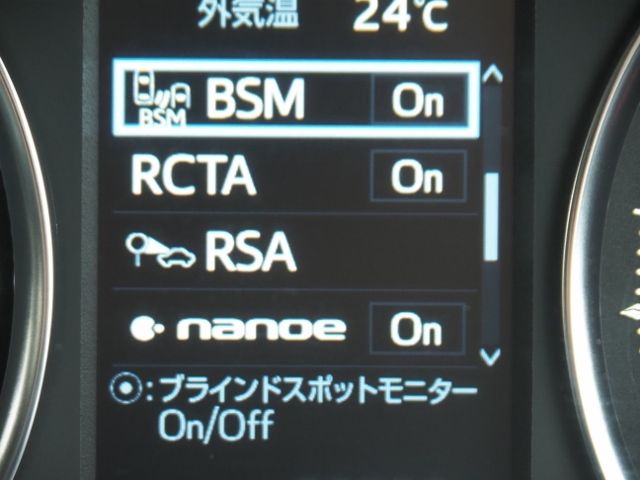 外気温 24℃
BSM BSM On
RCTA On
RSA
nanoe On
:ブラインドスポットモニター
On/Off